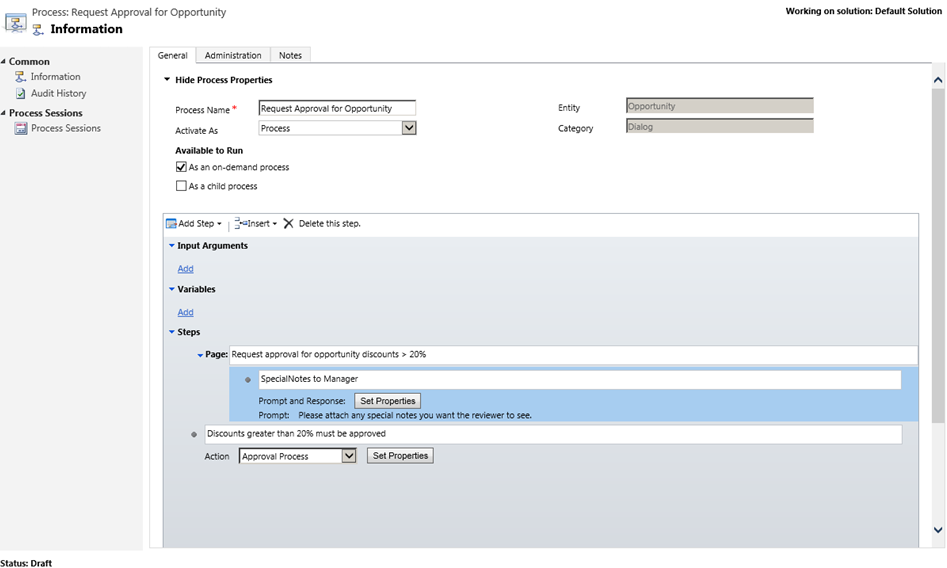 Process: Request Approval for Opportunity
Information
Working on solution: Default Solution
Common
Information
Audit History
Process Sessions
Process Sessions
General Administration Notes
Hide Process Properties
Process Name * Request Approval for Opportunity Entity Opportunity
Activate As Process Category Dialog
Available to Run
As an on-demand process
As a child process
Add Step Insert Delete this step.
Input Arguments
Add
Variables
Add
Steps
Page: Request approval for opportunity discounts > 20%
SpecialNotes to Manager
Prompt and Response: Set Properties
Prompt: Please attach any special notes you want the reviewer to see.
Discounts greater than 20% must be approved
Action Approval Process Set Properties
Status: Draft